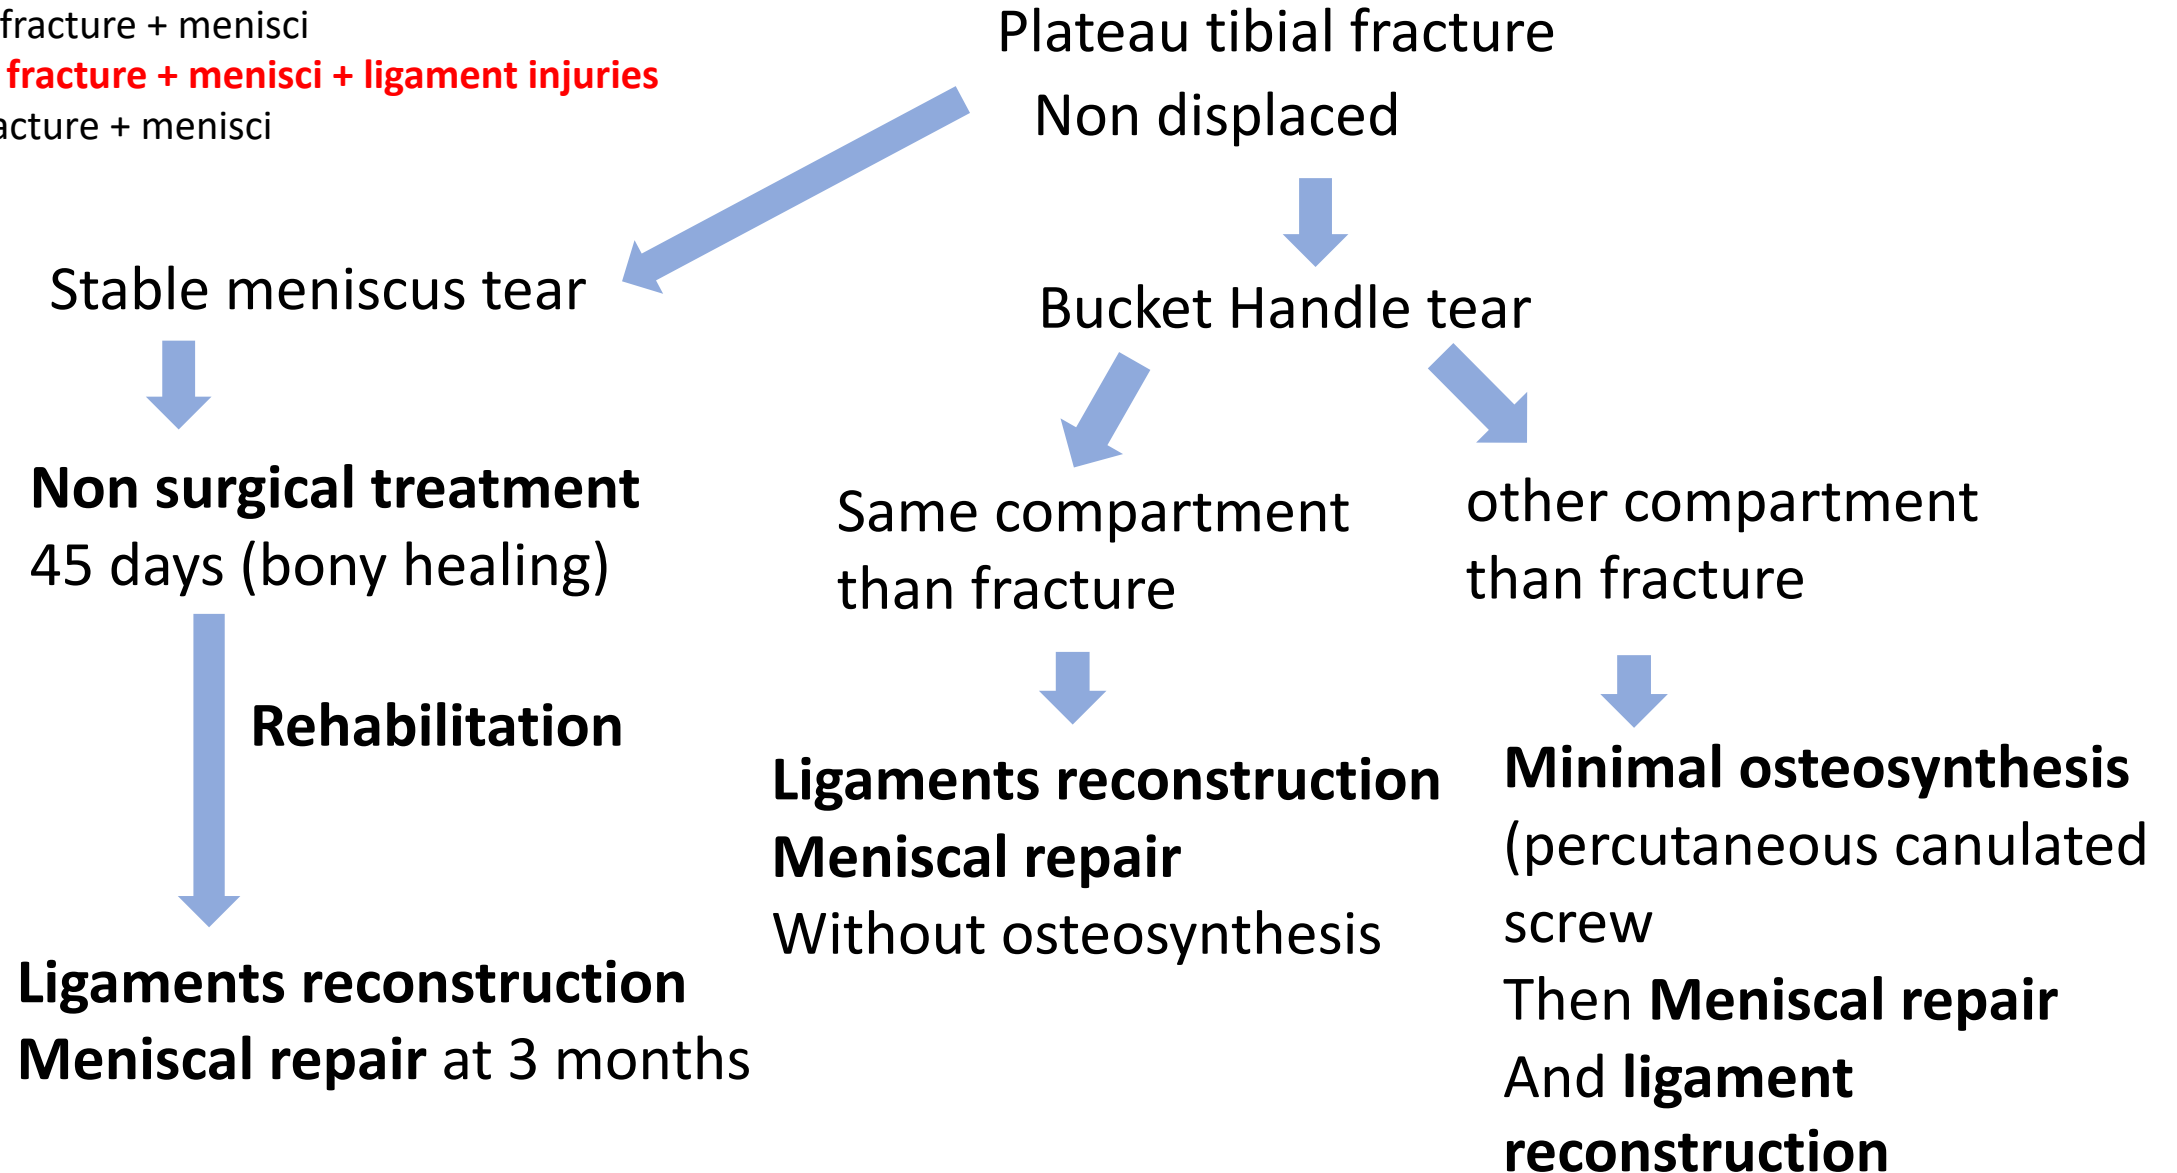 fracture + menisci
fracture + menisci + ligament injuries
acture + menisci
Plateau tibial fracture
Non displaced
Stable meniscus tear
Bucket Handle tear
Non surgical treatment
45 days (bony healing)
Same compartment
than fracture
other compartment
than fracture
Rehabilitation
Ligaments reconstruction
Meniscal repair
Without osteosynthesis
Minimal osteosynthesis
(percutaneous canulated
screw
Then Meniscal repair
And ligament
reconstruction
Ligaments reconstruction
Meniscal repair at 3 months